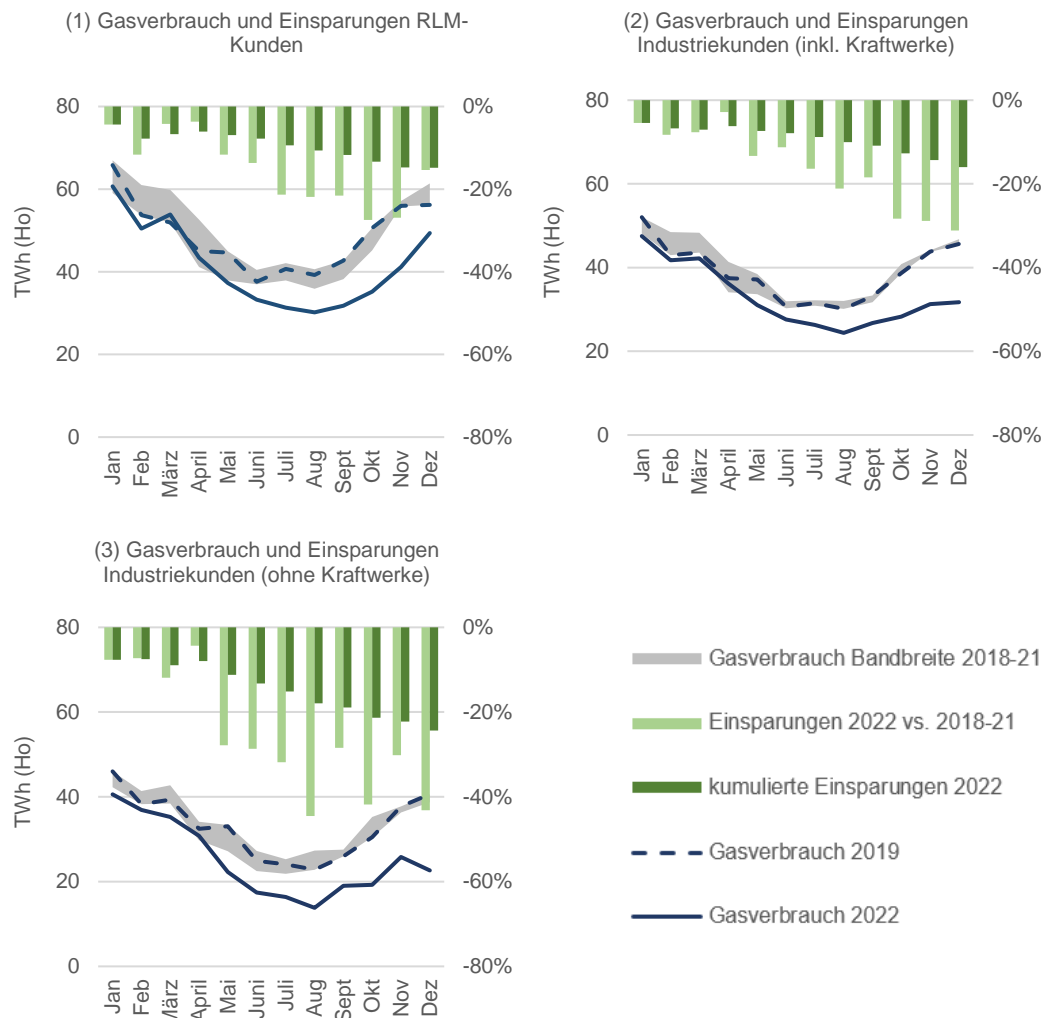 (1) Gasverbrauch und Einsparungen RLM-
Kunden
80
60
40
20
0
TWh (Ho)
0%
-20%
-40%
-60%
-80%
Jan
Feb
März
April
Mai
Juni
Juli
Aug
Sept
Okt
Nov
Dez
(2) Gasverbrauch und Einsparungen
Industriekunden (inkl. Kraftwerke)
80
60
40
20
0
TWh (Ho)
0%
-20%
-40%
-60%
-80%
Jan
Feb
März
April
Mai
Juni
Juli
Aug
Sept
Okt
Nov
Dez
(3) Gasverbrauch und Einsparungen
Industriekunden (ohne Kraftwerke)
80
60
40
20
0
TWh (Ho)
0%
-20%
-40%
-60%
-80%
Jan
Feb
März
April
Mai
Juni
Juli
Aug
Sept
Okt
Nov
Dez
Gasverbrauch Bandbreite 2018-21
Einsparungen 2022 vs. 2018-21
kumulierte Einsparungen 2022
Gasverbrauch 2019
Gasverbrauch 2022